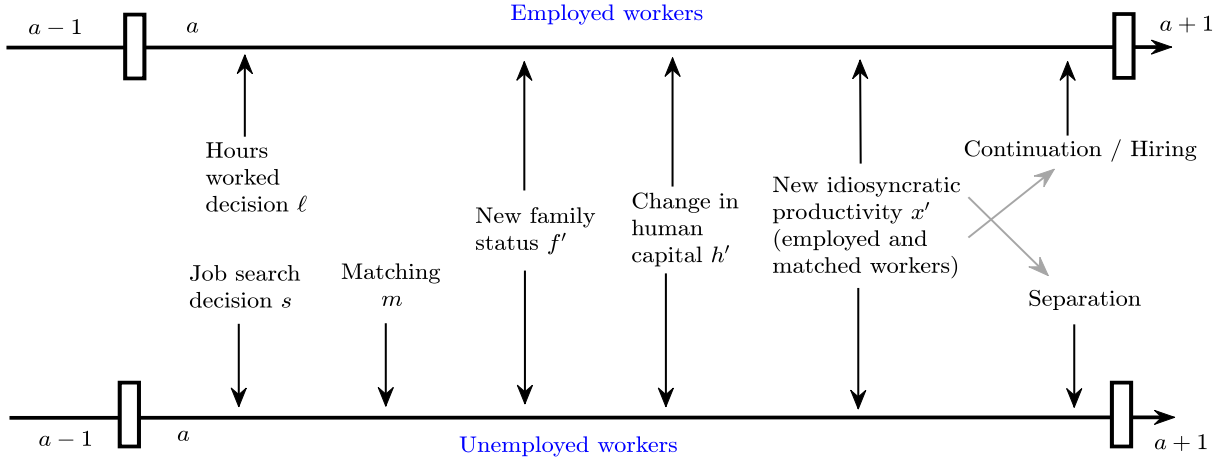 Employed workers
a − 1
a
a + 1
Hours
worked
decision ℓ
Job search
decision s
Matching
m
New family
status f′
Change in
human
capital h′
New idiosyncratic
productivity x′
(employed and
matched workers)
Continuation / Hiring
Separation
a − 1
a
Unemployed workers
a + 1